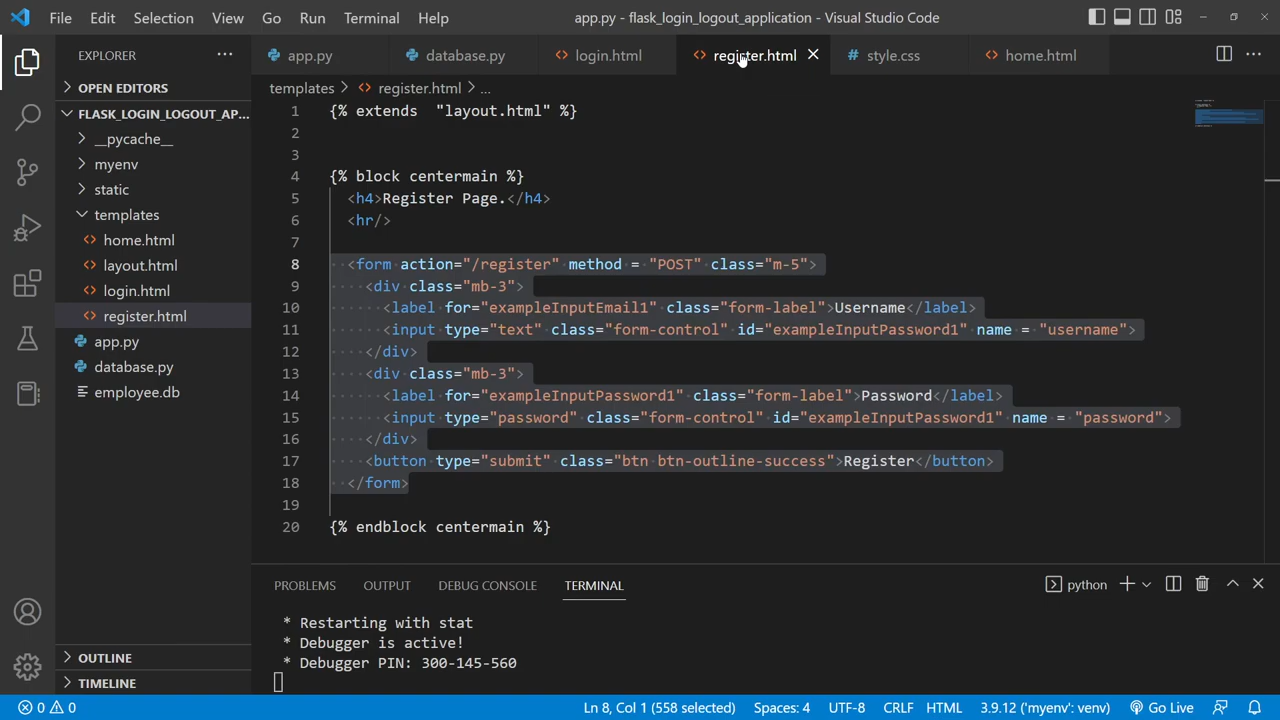 File Edit Selection View Go Run Terminal Help
app.py - flask_login_logout_application - Visual Studio Code
EXPLORER
OPEN EDITORS
FLASK_LOGIN_LOGOUT_AP...
__pycache__
myenv
static
templates
home.html
layout.html
login.html
register.html
app.py
database.py
employee.db
OUTLINE
TIMELINE
app.py database.py login.html register.html style.css home.html
templates > register.html > ...
1 {% extends  "layout.html" %}
2
3
4 {% block centermain %}
5   <h4>Register Page.</h4>
6   <hr/>
7
8   <form action="/register" method = "POST" class="m-5">
9     <div class="mb-3">
10       <label for="exampleInputEmail1" class="form-label">Username</label>
11       <input type="text" class="form-control" id="exampleInputPassword1" name = "username">
12     </div>
13     <div class="mb-3">
14       <label for="exampleInputPassword1" class="form-label">Password</label>
15       <input type="password" class="form-control" id="exampleInputPassword1" name = "password">
16     </div>
17     <button type="submit" class="btn btn-outline-success">Register</button>
18   </form>
19
20 {% endblock centermain %}
PROBLEMS OUTPUT DEBUG CONSOLE TERMINAL
python
* Restarting with stat
* Debugger is active!
* Debugger PIN: 300-145-560
0 0
Ln 8, Col 1 (558 selected) Spaces: 4 UTF-8 CRLF HTML 3.9.12 ('myenv': venv) Go Live